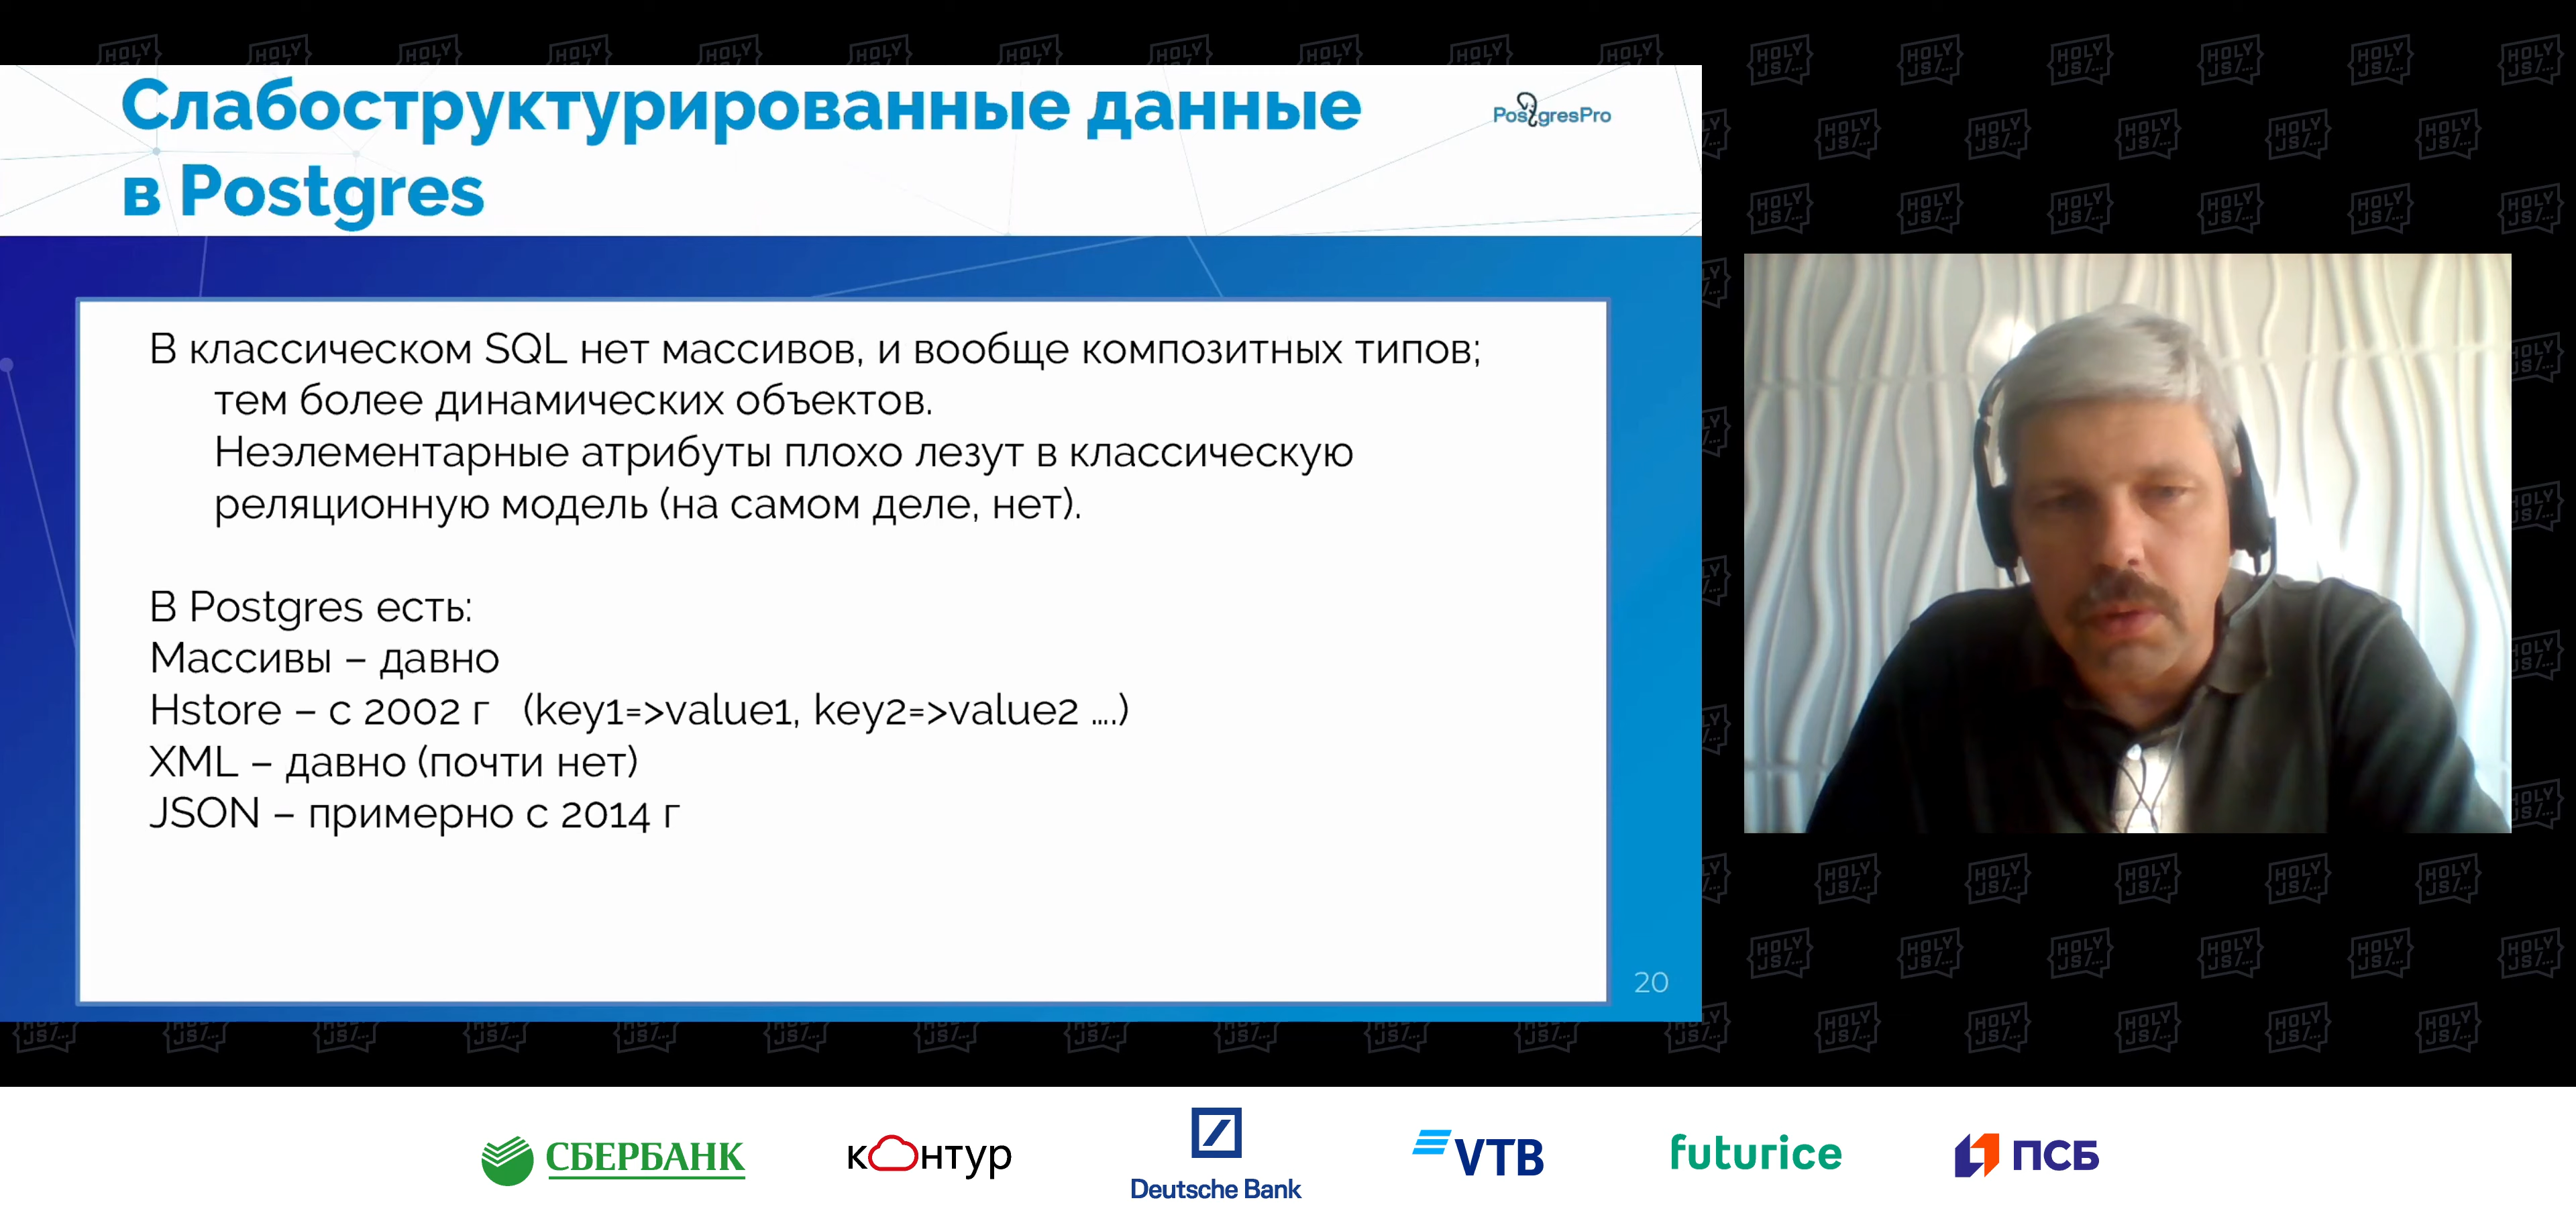 Слабоструктурированные данные
в Postgres
PostgresPro
В классическом SQL нет массивов, и вообще композитных типов;
тем более динамических объектов.
Неэлементарные атрибуты плохо лезут в классическую
реляционную модель (на самом деле, нет).
В Postgres есть:
Массивы – давно
Hstore – с 2002 г (key1=>value1, key2=>value2 ....)
XML – давно (почти нет)
JSON – примерно с 2014 г
20
HOLY
JS/...
СБЕРБАНК
контур
Deutsche Bank
VTB
futurice
ПСБ